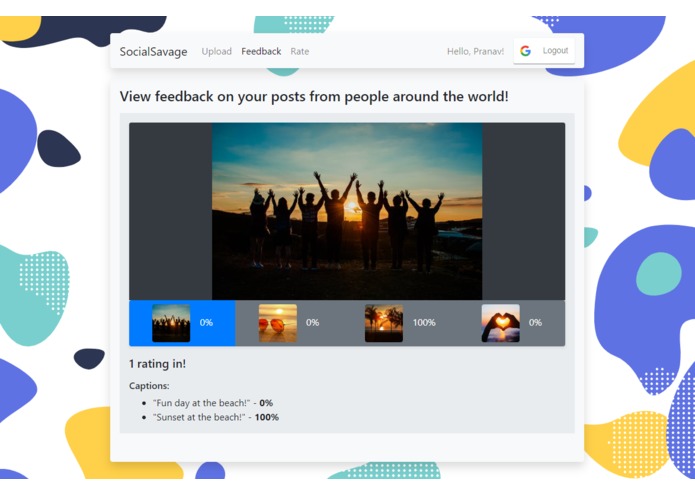 SocialSavage Upload Feedback Rate Hello, Pranav! Logout
View feedback on your posts from people around the world!
0% 0% 100% 0%
1 rating in!
Captions:
"Fun day at the beach!" - 0%
"Sunset at the beach!" - 100%